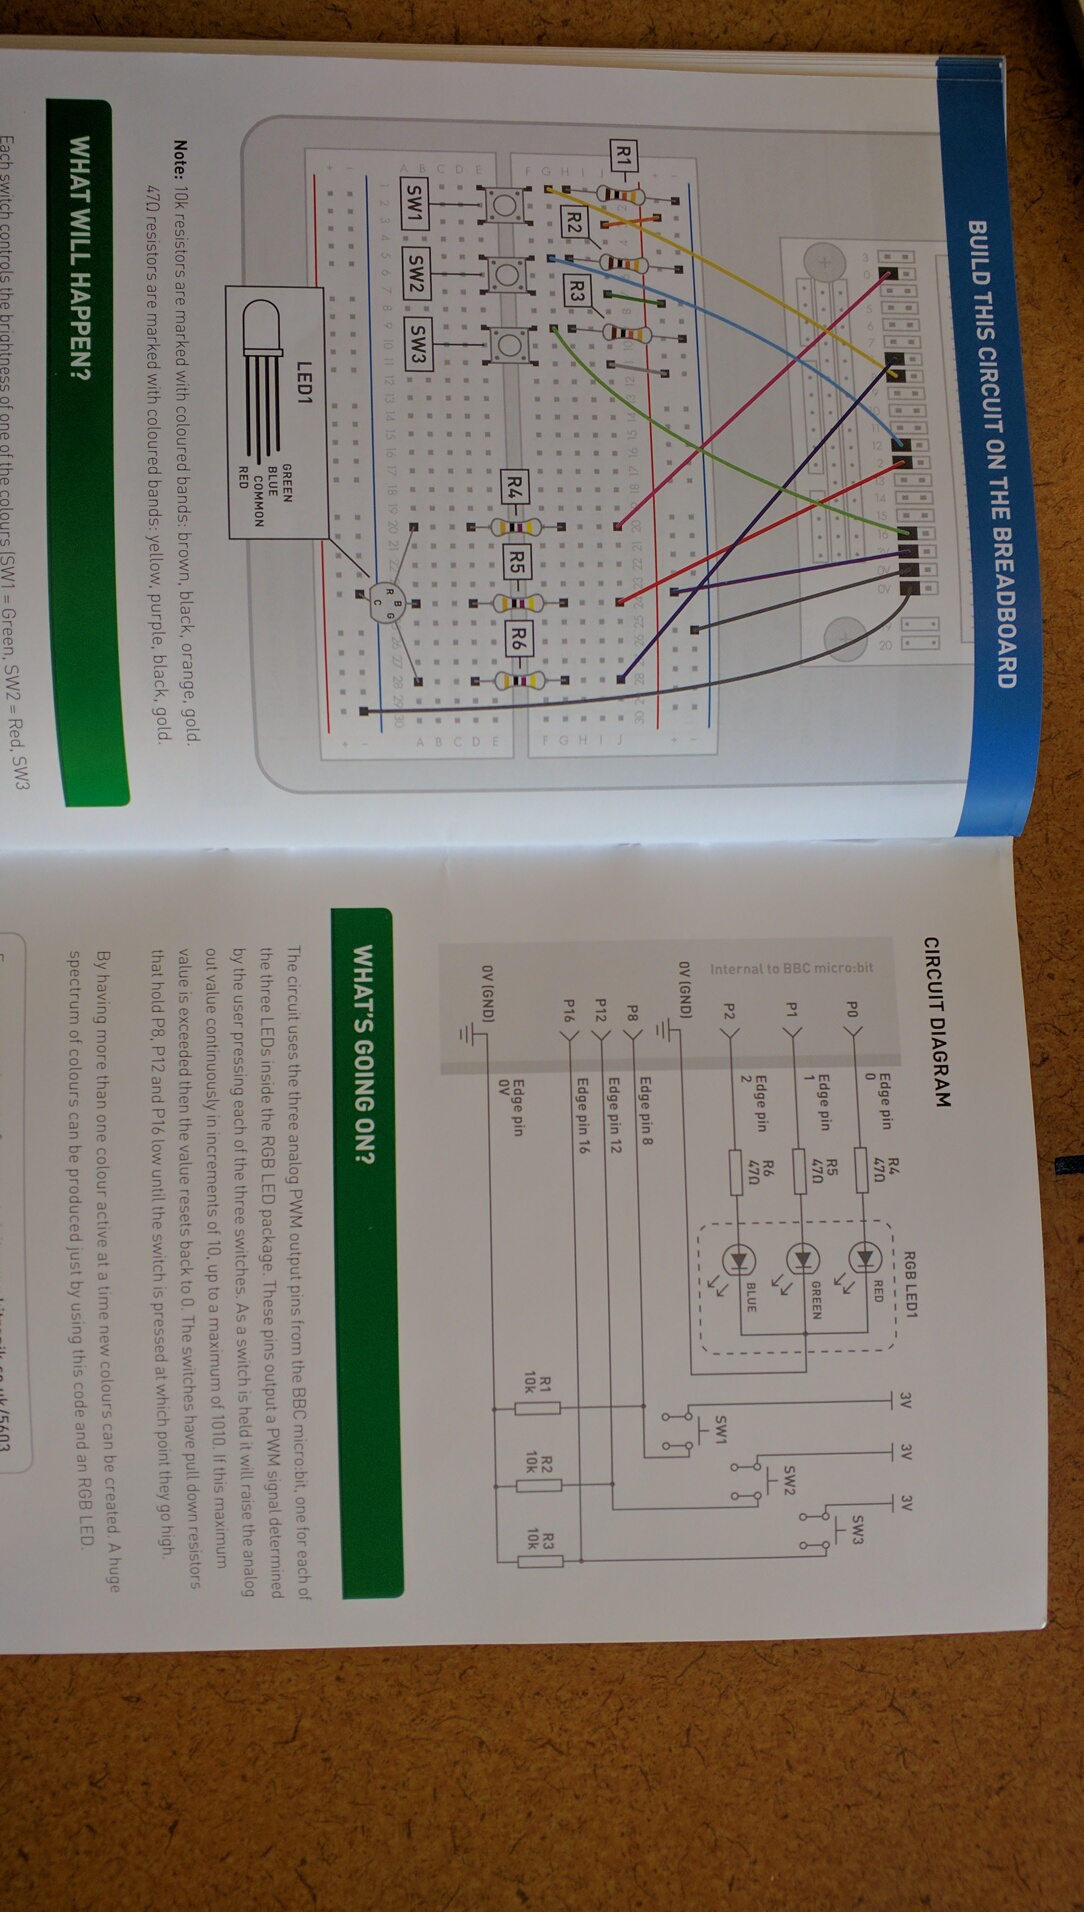 BUILD THIS CIRCUIT ON THE BREADBOARD
R1
R2
R3
SW1
SW2
SW3
R4
R5
R6
LED1
GREEN
BLUE
COMMON
RED
R
B
G
C
Note: 10k resistors are marked with coloured bands: brown, black, orange, gold.
47Ω resistors are marked with coloured bands: yellow, purple, black, gold.
WHAT WILL HAPPEN?
Each switch controls the brightness of one of the colours (SW1 = Green, SW2 = Red, SW3
CIRCUIT DIAGRAM
Internal to BBC micro:bit
P0
Edge pin
0
R4
47Ω
RGB LED1
RED
P1
Edge pin
1
R5
47Ω
GREEN
P2
Edge pin
2
R6
47Ω
BLUE
0V (GND)
3V
3V
3V
SW1
SW2
SW3
P8
Edge pin 8
P12
Edge pin 12
P16
Edge pin 16
Edge pin
0V
0V (GND)
R1
10k
R2
10k
R3
10k
WHAT'S GOING ON?
The circuit uses the three analog PWM output pins from the BBC micro:bit, one for each of
the three LEDs inside the RGB LED package. These pins output a PWM signal determined
by the user pressing each of the three switches. As a switch is held it will raise the analog
out value continuously in increments of 10, up to a maximum of 1010. If this maximum
value is exceeded then the value resets back to 0. The switches have pull down resistors
that hold P8, P12 and P16 low until the switch is pressed at which point they go high.
By having more than one colour active at a time new colours can be created. A huge
spectrum of colours can be produced just by using this code and an RGB LED.